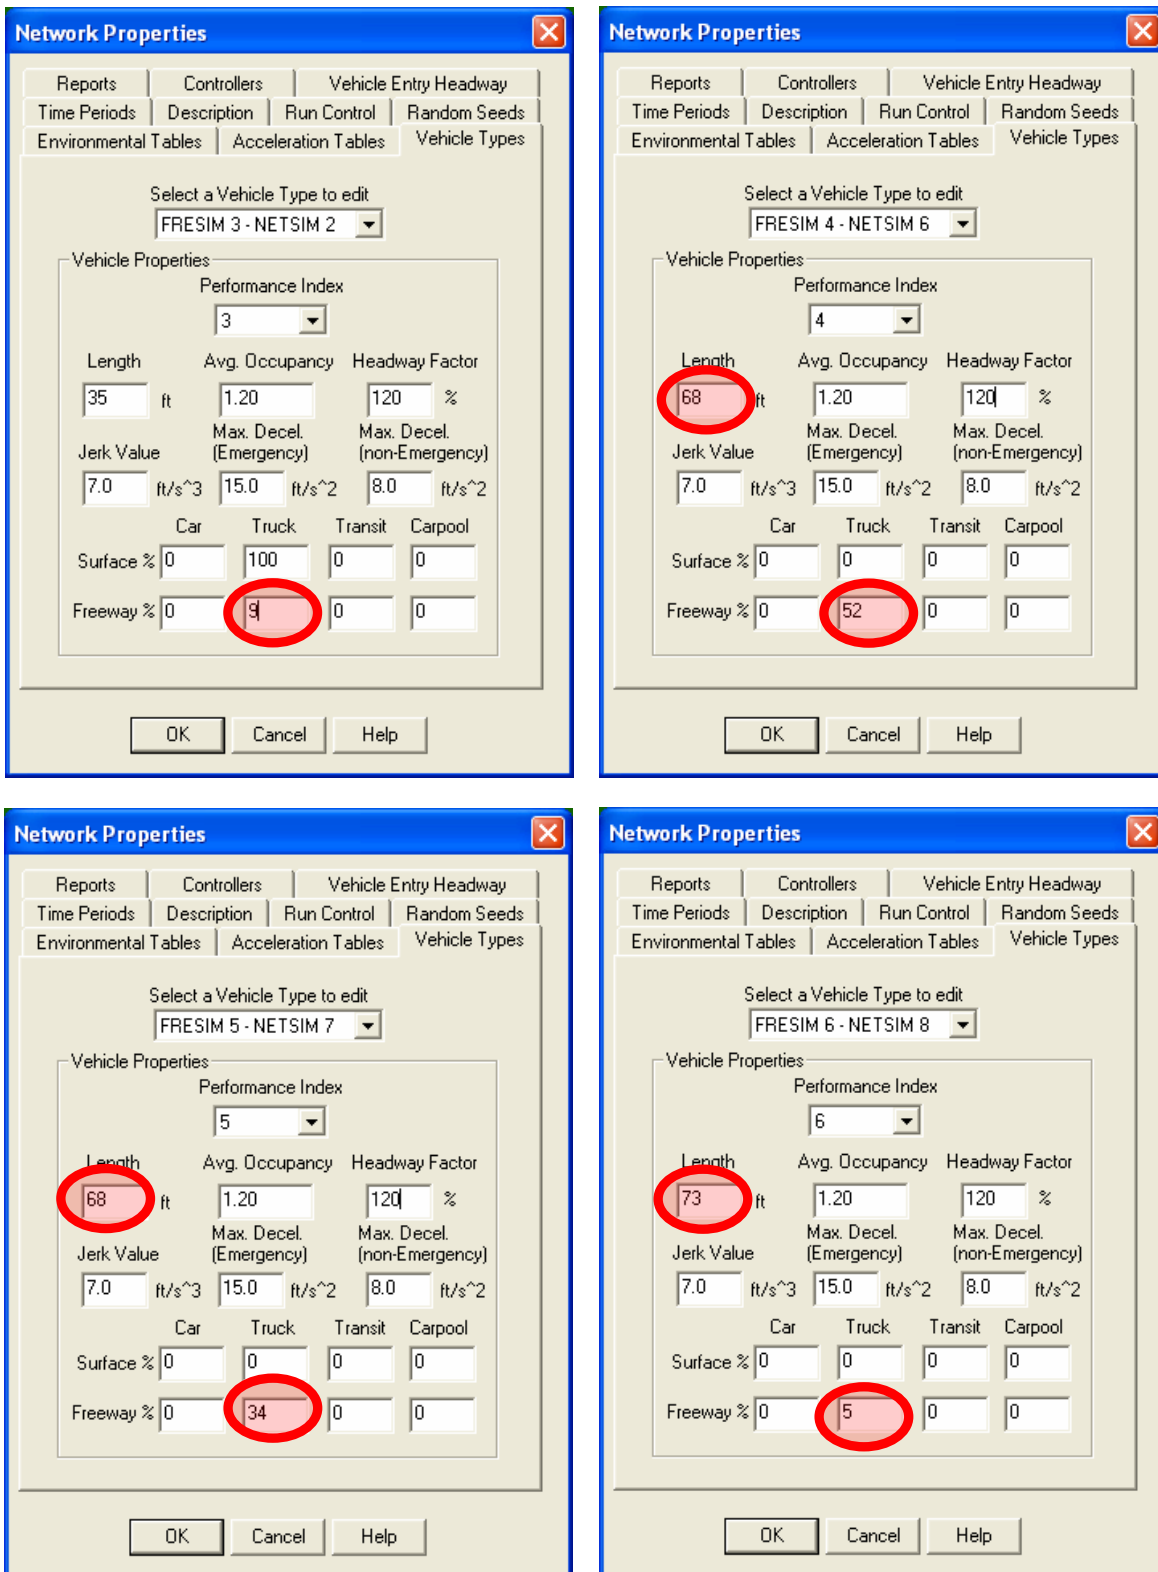 Network Properties
Reports Controllers Vehicle Entry Headway
Time Periods Description Run Control Random Seeds
Environmental Tables Acceleration Tables Vehicle Types
Select a Vehicle Type to edit
FRESIM 3 - NETSIM 2
Vehicle Properties
Performance Index
3
Length Avg. Occupancy Headway Factor
35 ft 1.20 120 %
Jerk Value Max. Decel. (Emergency) Max. Decel. (non-Emergency)
7.0 ft/s^3 15.0 ft/s^2 8.0 ft/s^2
Car Truck Transit Carpool
Surface % 0 100 0 0
Freeway % 0 9 0 0
OK Cancel Help
Network Properties
Reports Controllers Vehicle Entry Headway
Time Periods Description Run Control Random Seeds
Environmental Tables Acceleration Tables Vehicle Types
Select a Vehicle Type to edit
FRESIM 4 - NETSIM 6
Vehicle Properties
Performance Index
4
Length Avg. Occupancy Headway Factor
68 ft 1.20 120 %
Jerk Value Max. Decel. (Emergency) Max. Decel. (non-Emergency)
7.0 ft/s^3 15.0 ft/s^2 8.0 ft/s^2
Car Truck Transit Carpool
Surface % 0 0 0 0
Freeway % 0 52 0 0
OK Cancel Help
Network Properties
Reports Controllers Vehicle Entry Headway
Time Periods Description Run Control Random Seeds
Environmental Tables Acceleration Tables Vehicle Types
Select a Vehicle Type to edit
FRESIM 5 - NETSIM 7
Vehicle Properties
Performance Index
5
Length Avg. Occupancy Headway Factor
68 ft 1.20 120 %
Jerk Value Max. Decel. (Emergency) Max. Decel. (non-Emergency)
7.0 ft/s^3 15.0 ft/s^2 8.0 ft/s^2
Car Truck Transit Carpool
Surface % 0 0 0 0
Freeway % 0 34 0 0
OK Cancel Help
Network Properties
Reports Controllers Vehicle Entry Headway
Time Periods Description Run Control Random Seeds
Environmental Tables Acceleration Tables Vehicle Types
Select a Vehicle Type to edit
FRESIM 6 - NETSIM 8
Vehicle Properties
Performance Index
6
Length Avg. Occupancy Headway Factor
73 ft 1.20 120 %
Jerk Value Max. Decel. (Emergency) Max. Decel. (non-Emergency)
7.0 ft/s^3 15.0 ft/s^2 8.0 ft/s^2
Car Truck Transit Carpool
Surface % 0 0 0 0
Freeway % 0 5 0 0
OK Cancel Help